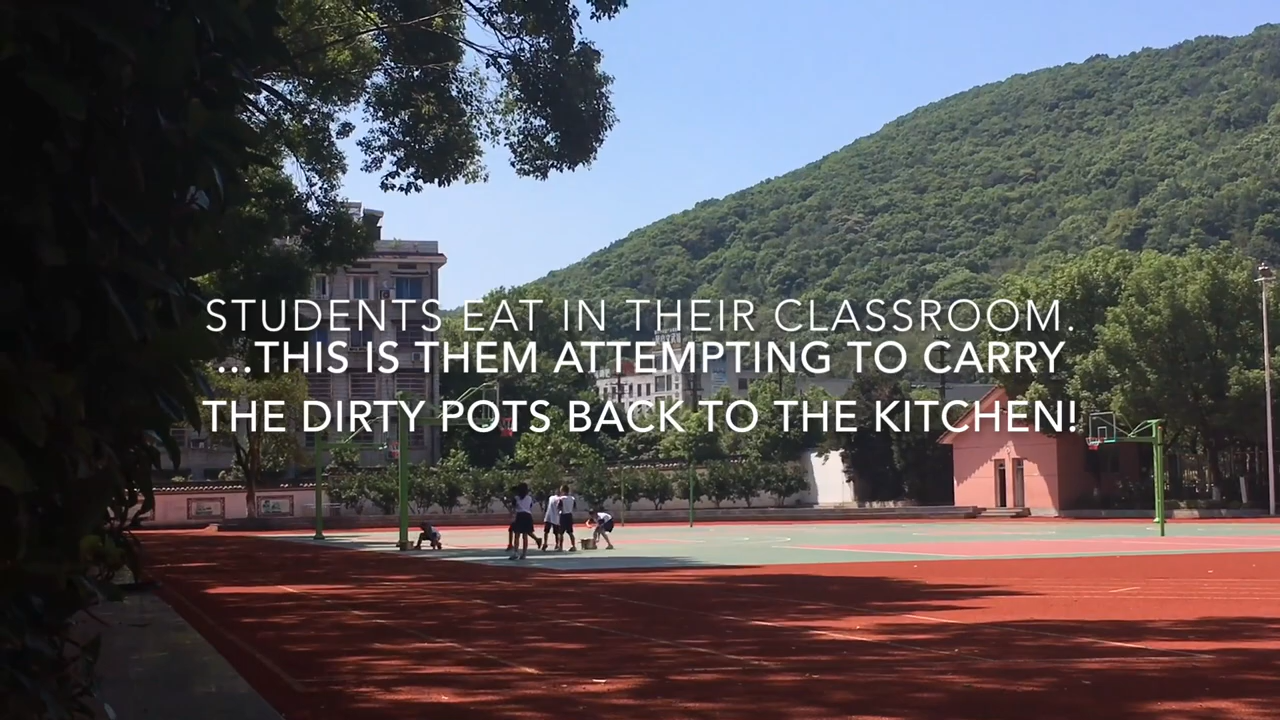 STUDENTS EAT IN THEIR CLASSROOM.
...THIS IS THEM ATTEMPTING TO CARRY
THE DIRTY POTS BACK TO THE KITCHEN!